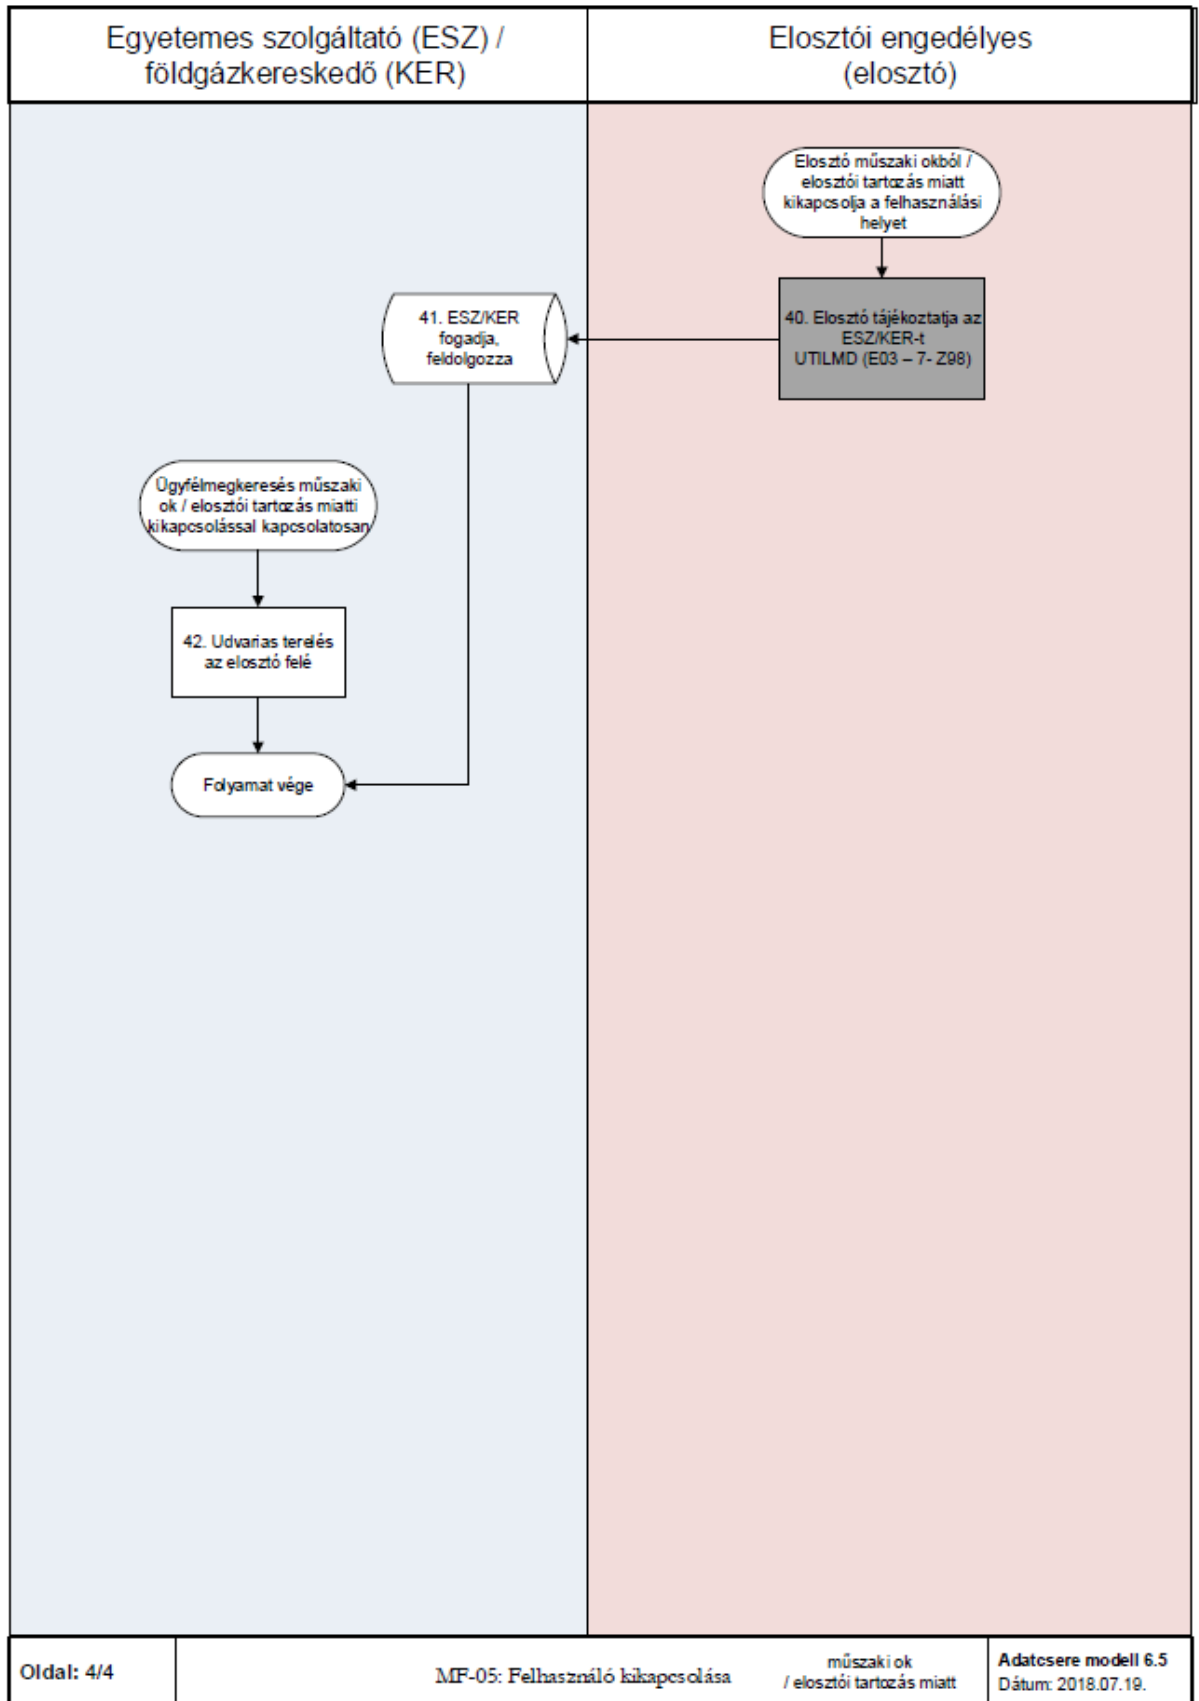 Egyetemes szolgáltató (ESZ) /
földgázkereskedő (KER)
Elosztói engedélyes
(elosztó)
Elosztó műszaki okból /
elosztói tartozás miatt
kikapcsolja a felhasználási
helyet
40. Elosztó tájékoztatja az
ESZ/KER-t
UTILMD (E03 – 7- Z98)
41. ESZ/KER
fogadja,
feldolgozza
Ügyfélmegkeresés műszaki
ok / elosztói tartozás miatti
kikapcsolással kapcsolatosan
42. Udvarias terelés
az elosztó felé
Folyamat vége
Oldal: 4/4
MF-05: Felhasználó kikapcsolása
műszaki ok
/ elosztói tartozás miatt
Adatcsere modell 6.5
Dátum: 2018.07.19.